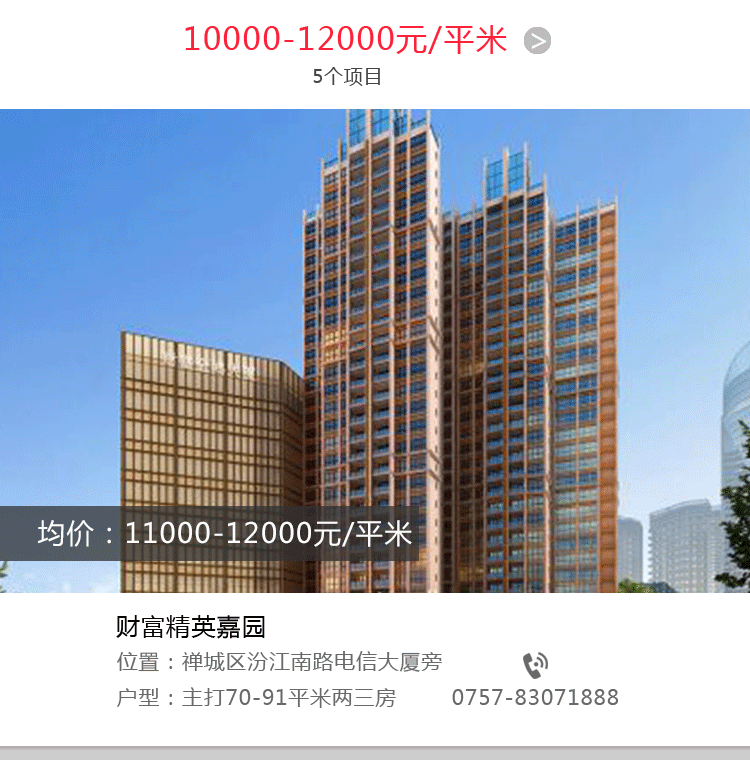 10000-12000元/平米 >
5个项目
均价：11000-12000元/平米
财富精英嘉园
位置：禅城区汾江南路电信大厦旁
户型：主打70-91平米两三房
0757-83071888